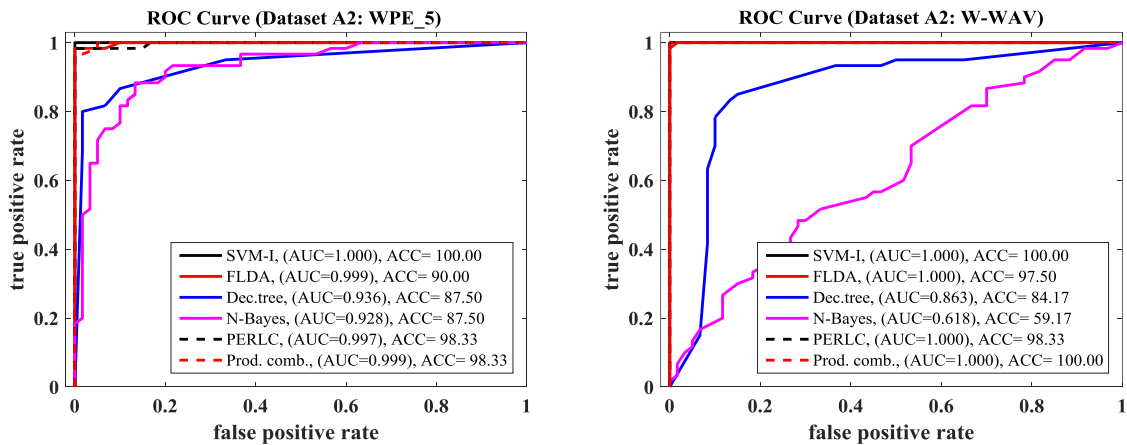 ROC Curve (Dataset A2: WPE_5)
true positive rate
1
0.8
0.6
0.4
0.2
0
SVM-I, (AUC=1.000), ACC= 100.00
FLDA, (AUC=0.999), ACC= 90.00
Dec.tree, (AUC=0.936), ACC= 87.50
N-Bayes, (AUC=0.928), ACC= 87.50
PERLC, (AUC=0.997), ACC= 98.33
Prod. comb., (AUC=0.999), ACC= 98.33
0 0.2 0.4 0.6 0.8 1
false positive rate
ROC Curve (Dataset A2: W-WAV)
true positive rate
1
0.8
0.6
0.4
0.2
0
SVM-I, (AUC=1.000), ACC= 100.00
FLDA, (AUC=1.000), ACC= 97.50
Dec.tree, (AUC=0.863), ACC= 84.17
N-Bayes, (AUC=0.618), ACC= 59.17
PERLC, (AUC=1.000), ACC= 98.33
Prod. comb., (AUC=1.000), ACC= 100.00
0 0.2 0.4 0.6 0.8 1
false positive rate